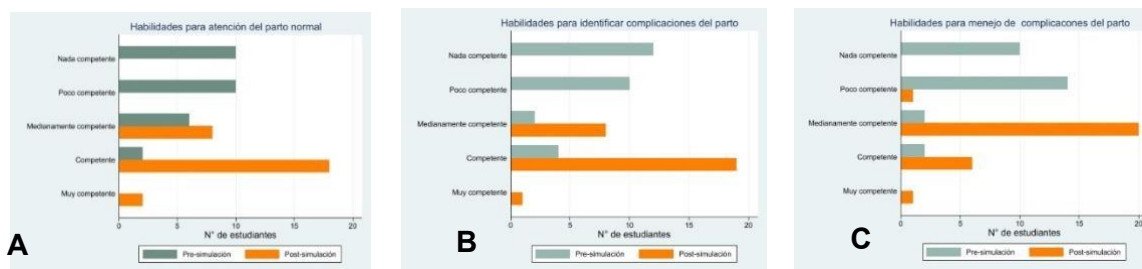 Habilidades para atención del parto normal
Nada competente
Poco competente
Medianamente competente
Competente
Muy competente
0 5 10 15 20
N° de estudiantes
Pre-simulación Post-simulación
A
Habilidades para identificar complicaciones del parto
Nada competente
Poco competente
Medianamente competente
Competente
Muy competente
0 5 10 15 20
N° de estudiantes
Pre-simulación Post-simulación
B
Habilidades para menejo de complicacones del parto
Nada competente
Poco competente
Medianamente competente
Competente
Muy competente
0 5 10 15 20
N° de estudiantes
Pre-simulación Post-simulación
C